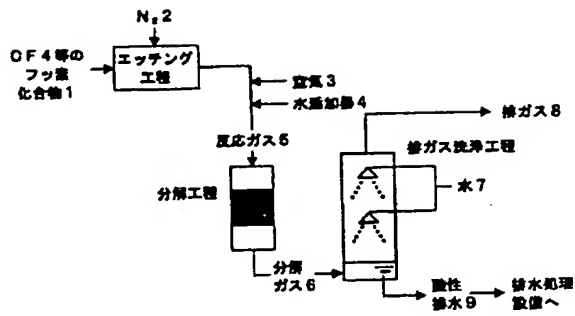 N₂2
CF4等の
フッ素
化合物1
エッチング
工程
空気3
水添加器4
反応ガス5
分解工程
分解
ガス6
排ガス8
排ガス洗浄工程
水7
酸性
排水9
排水処理
設備へ